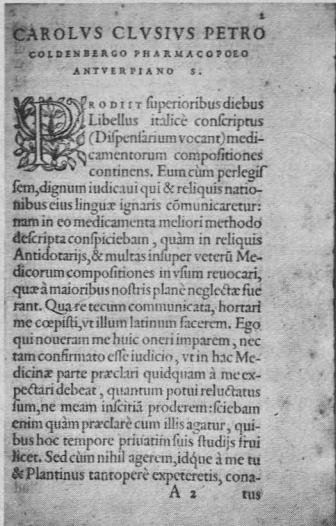 2
CAROLVS CLVSIVS PETRO
COLDENBERGO PHARMACOPOEO
ANTVERPIANO S.
PRODIIT superioribus diebus
Libellus italicè conscriptus
(Dispensarium vocant) medi-
camentorum compositiones
continens. Eum cùm perlegis
sem, dignum iudicaui qui & reliquis natio-
nibus eius linguæ ignaris cõmunicaretur:
nam in eo medicamenta meliori methodo
descripta conspiciebam, quàm in reliquis
Antidotarijs, & multas insuper veterũ Me-
dicorum compositiones in vsum reuocari,
quæ à maioribus nostris planè neglectæ fue
rant. Qua re tecum communicata, hortari
me cœpisti, vt illum latinum facerem. Ego
qui noueram me huic oneri imparem, nec
tam confirmato esse iudicio, vt in hac Me-
dicinæ parte præclari quidquam à me ex-
pectari debeat, quantum potui reluctatus
sum, ne meam inscitiã proderem: sciebam
enim quàm præclarè cum illis agatur, qui-
bus hoc tempore priuatim suis studijs frui
licet. Sed cùm nihil agerem, idq́ue à me tu
& Plantinus tantoperè expeteretis, cona-
A 2 tus